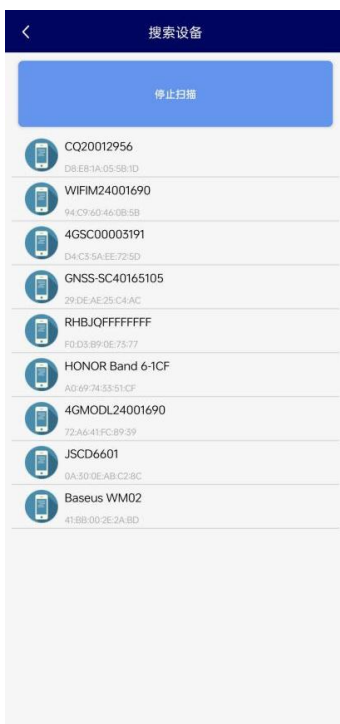 搜索设备
停止扫描
CQ20012956
D8:EB:1A:05:5B:1D
WIFIM24001690
94:C9:60:46:0B:5B
4GSC00003191
D4:C3:5A:EE:72:5D
GNSS-SC40165105
29:DE:AE:25:C4:AC
RHBJQFFFFFFFF
F0:D3:B9:0E:73:77
HONOR Band 6-1CF
A0:69:74:33:51:CF
4GMODL24001690
72:A6:41:FC:89:39
JSCD6601
0A:30:0E:AB:C2:8C
Baseus WM02
41:BB:00:2E:2A:BD